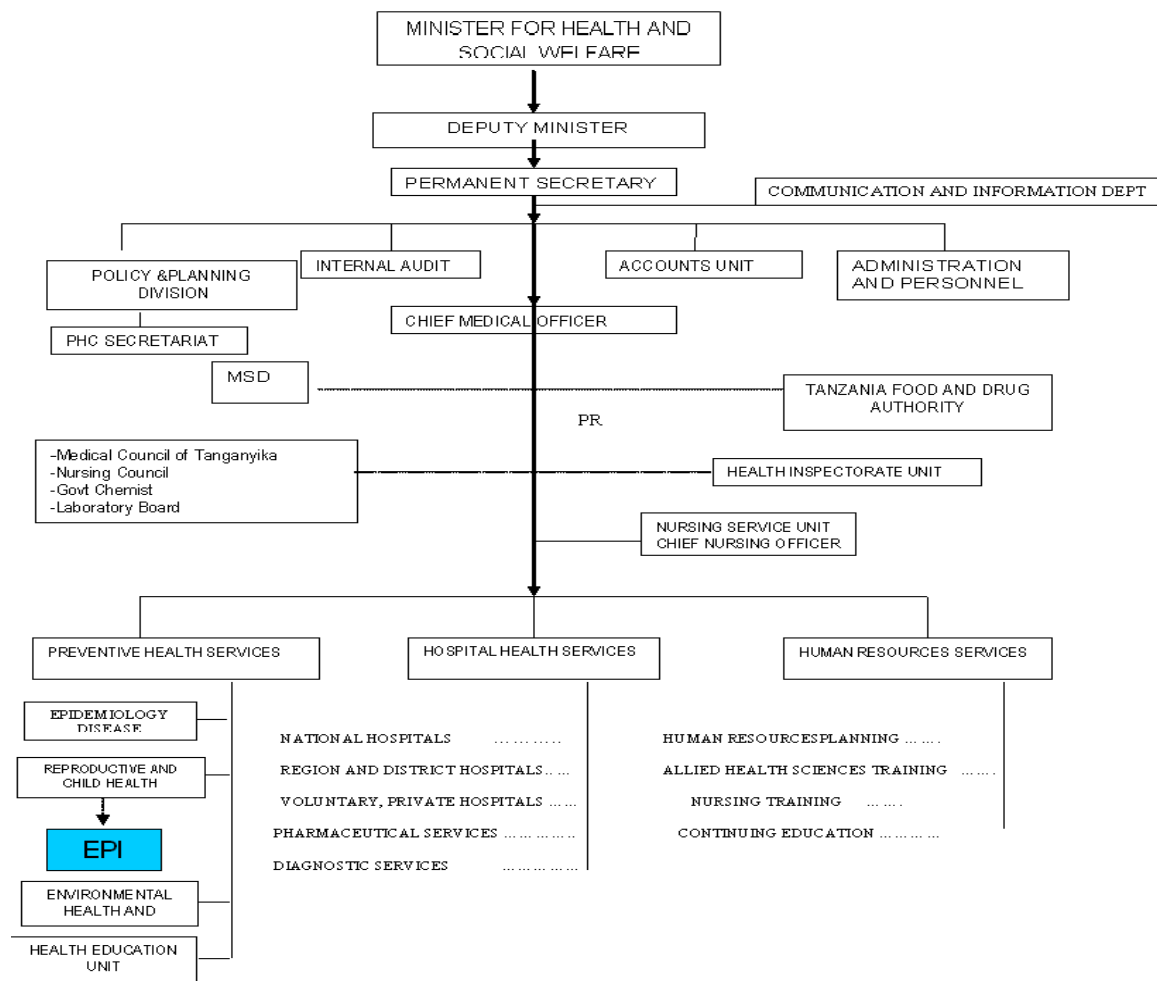 MINISTER FOR HEALTH AND
SOCIAL WELFARE
DEPUTY MINISTER
PERMANENT SECRETARY
COMMUNICATION AND INFORMATION DEPT
POLICY &PLANNING
DIVISION
INTERNAL AUDIT
ACCOUNTS UNIT
ADMINISTRATION
AND PERSONNEL
PHC SECRETARIAT
CHIEF MEDICAL OFFICER
MSD
TANZANIA FOOD AND DRUG
AUTHORITY
PR
-Medical Council of Tanganyika
-Nursing Council
-Govt Chemist
-Laboratory Board
HEALTH INSPECTORATE UNIT
NURSING SERVICE UNIT
CHIEF NURSING OFFICER
PREVENTIVE HEALTH SERVICES
HOSPITAL HEALTH SERVICES
HUMAN RESOURCES SERVICES
EPIDEMIOLOGY
DISEASE
REPRODUCTIVE AND
CHILD HEALTH
EPI
ENVIRONMENTAL
HEALTH AND
HEALTH EDUCATION
UNIT
NATIONAL HOSPITALS ... ... ... ..
REGION AND DISTRICT HOSPITALS.. ...
VOLUNTARY, PRIVATE HOSPITALS ... ...
PHARMACEUTICAL SERVICES ... ... ... ... ..
DIAGNOSTIC SERVICES ... ... ... ... ...
HUMAN RESOURCESPLANNING ... ... .
ALLIED HEALTH SCIENCES TRAINING ... ... .
NURSING TRAINING ... ... .
CONTINUING EDUCATION ... ... ... ...